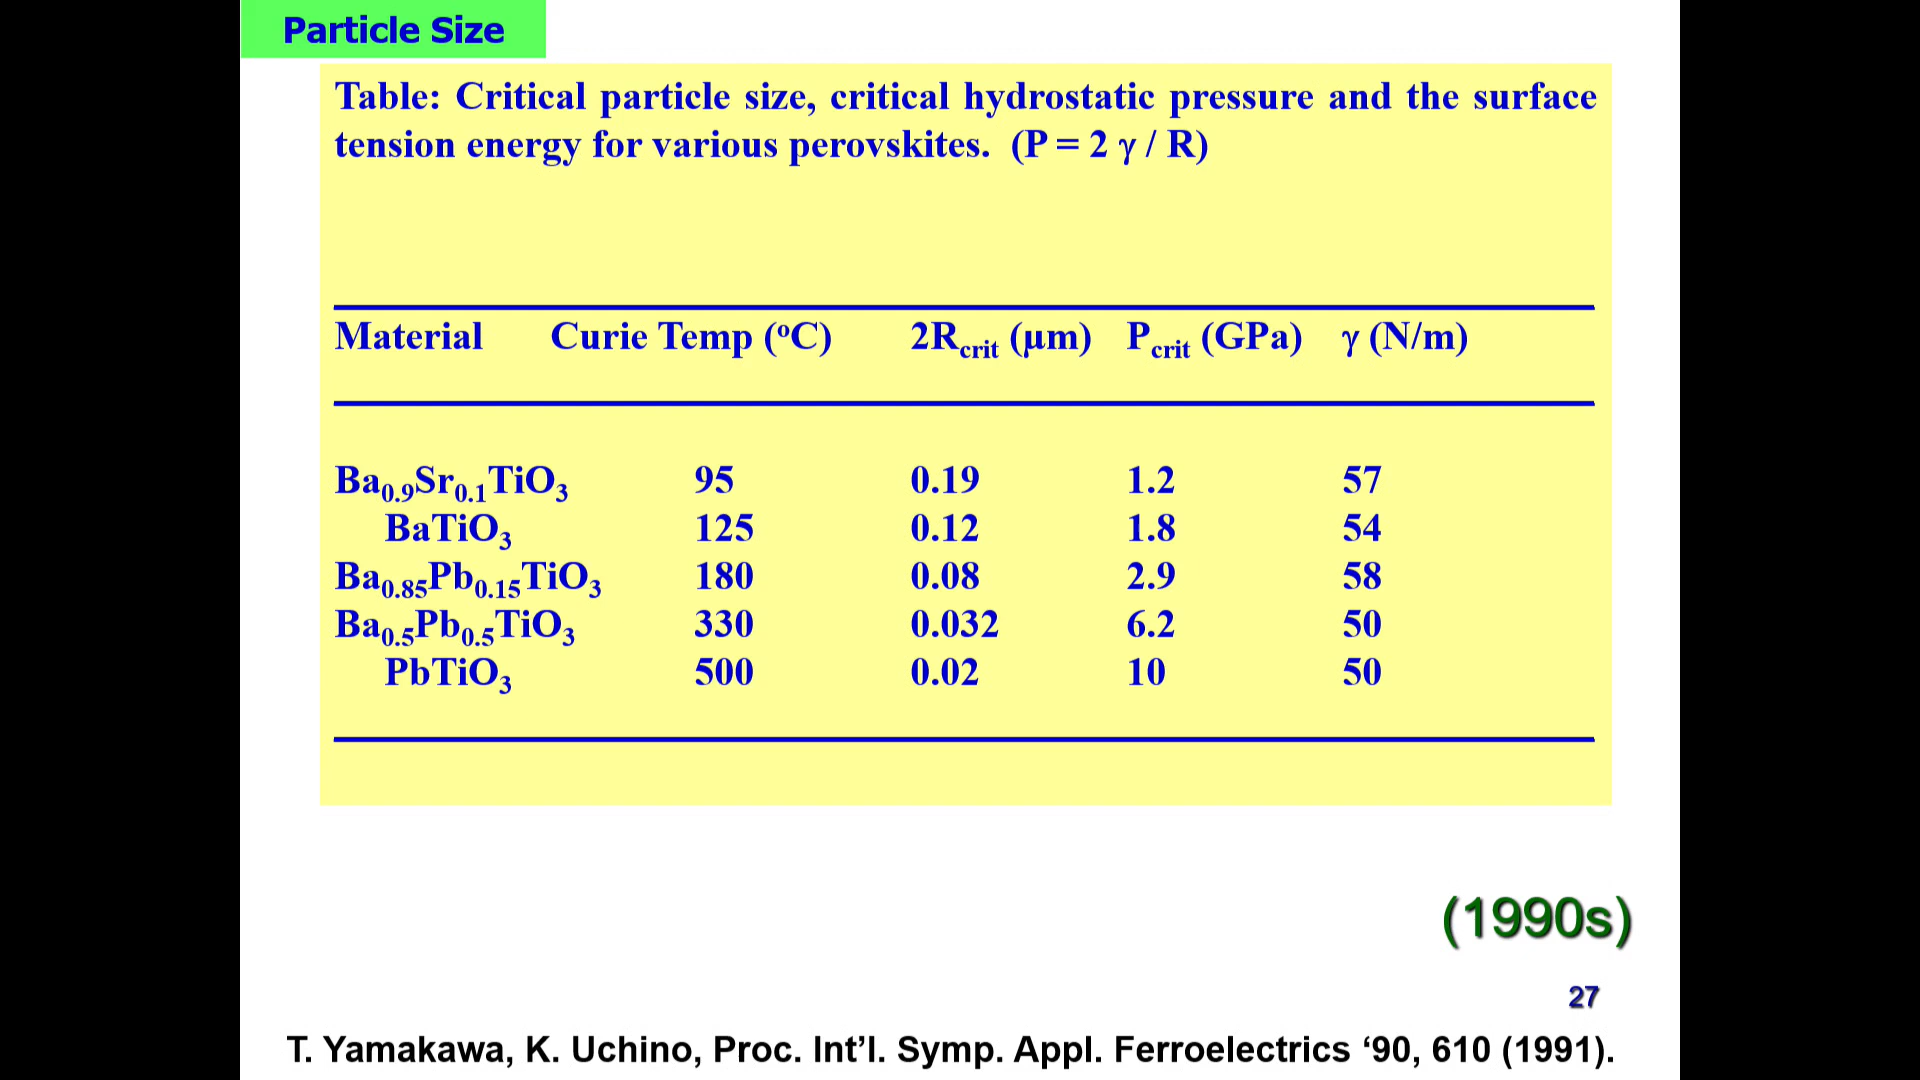 Particle Size
Table: Critical particle size, critical hydrostatic pressure and the surface
tension energy for various perovskites. (P = 2 γ / R)
Material Curie Temp (ºC) 2Rcrit (μm) Pcrit (GPa) γ (N/m)
Ba0.9Sr0.1TiO3 95 0.19 1.2 57
BaTiO3 125 0.12 1.8 54
Ba0.85Pb0.15TiO3 180 0.08 2.9 58
Ba0.5Pb0.5TiO3 330 0.032 6.2 50
PbTiO3 500 0.02 10 50
(1990s)
27
T. Yamakawa, K. Uchino, Proc. Int’l. Symp. Appl. Ferroelectrics ‘90, 610 (1991).